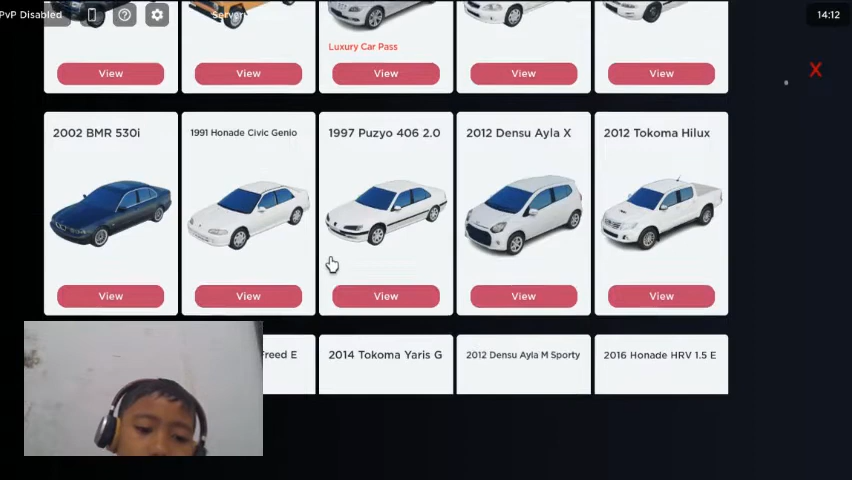 PvP Disabled
14:12
X
Luxury Car Pass
View
View
View
View
View
2002 BMR 530i
1991 Honade Civic Genio
1997 Puzyo 406 2.0
2012 Densu Ayla X
2012 Tokoma Hilux
View
View
View
View
View
Freed E
2014 Tokoma Yaris G
2012 Densu Ayla M Sporty
2016 Honade HRV 1.5 E